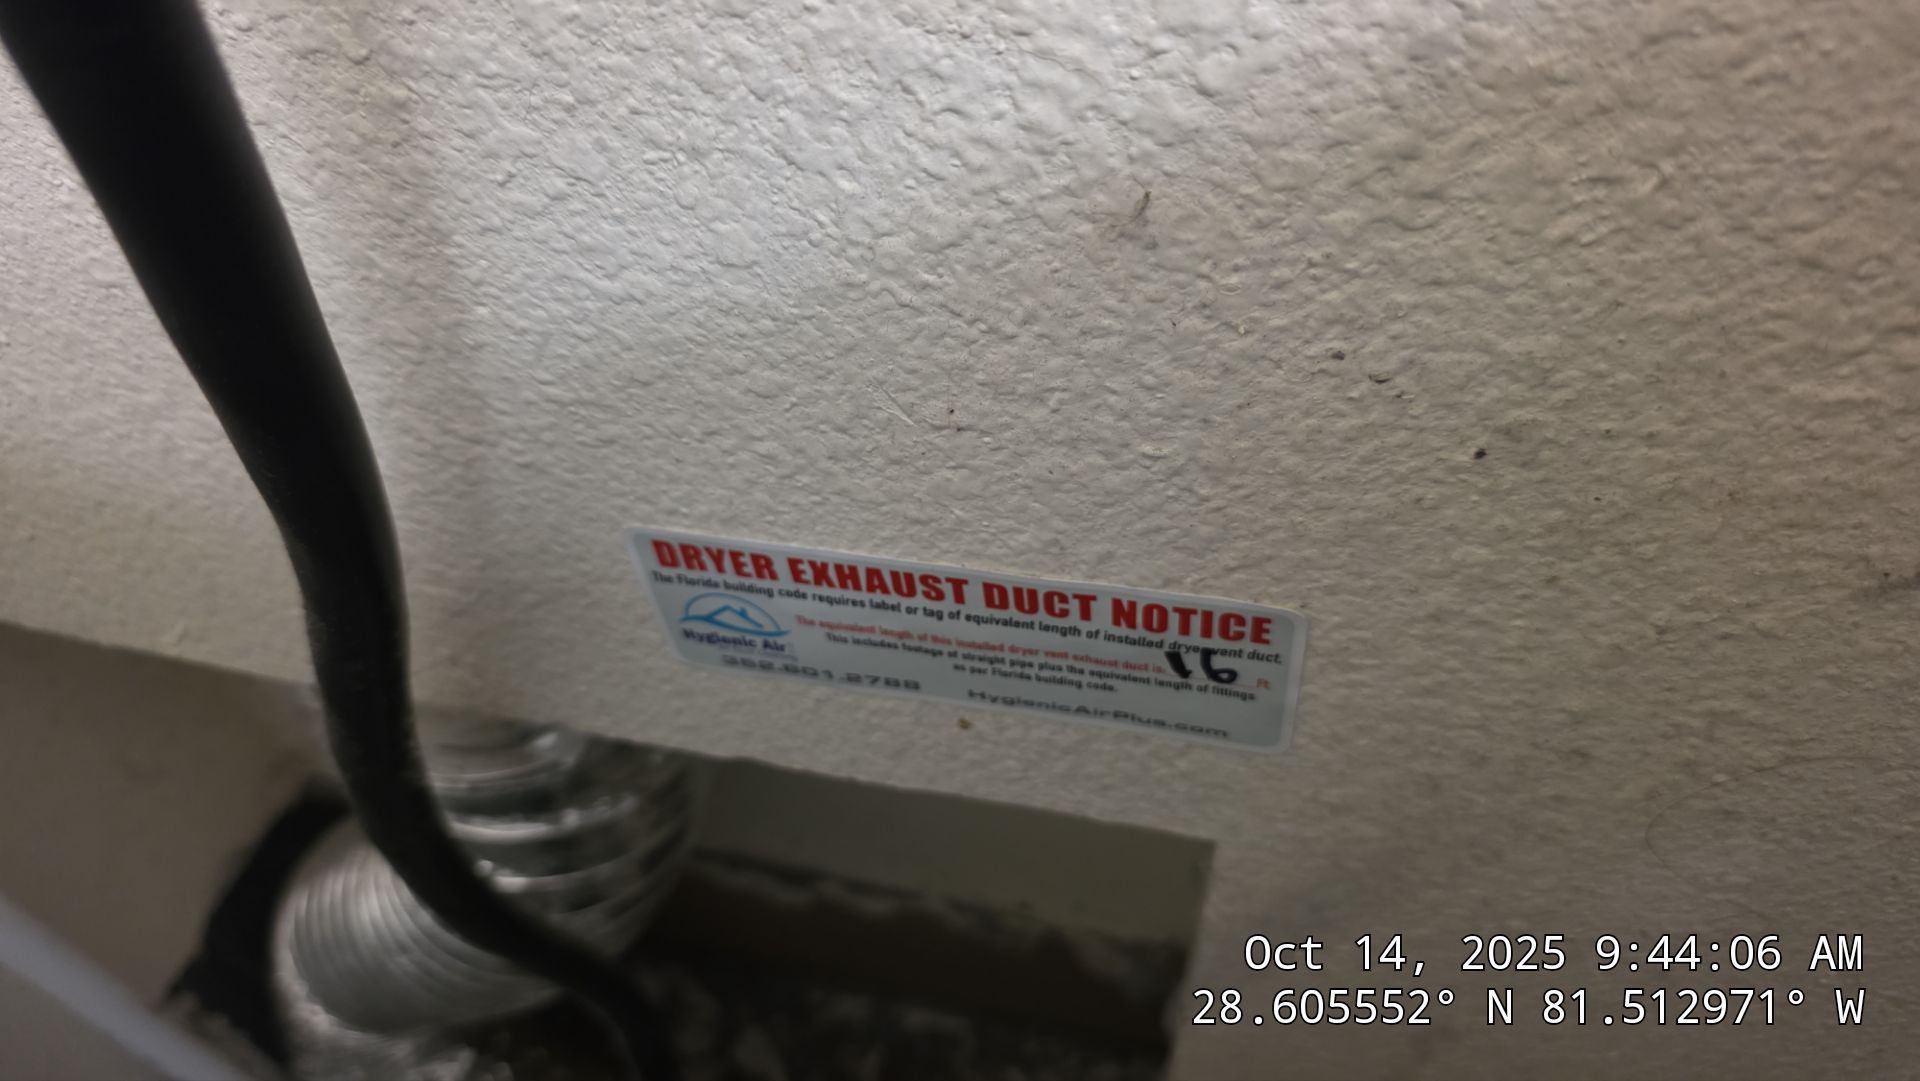 DRYER EXHAUST DUCT NOTICE
The Florida building code requires label or tag of equivalent length of installed dryer vent duct.
The equivalent length of this installed dryer vent exhaust duct is: 16 Ft
This includes footage of straight pipe plus the equivalent length of fittings
as per Florida building code.
Hygienic Air
HygienicAirPlus.com
Oct 14, 2025 9:44:06 AM
28.605552° N 81.512971° W